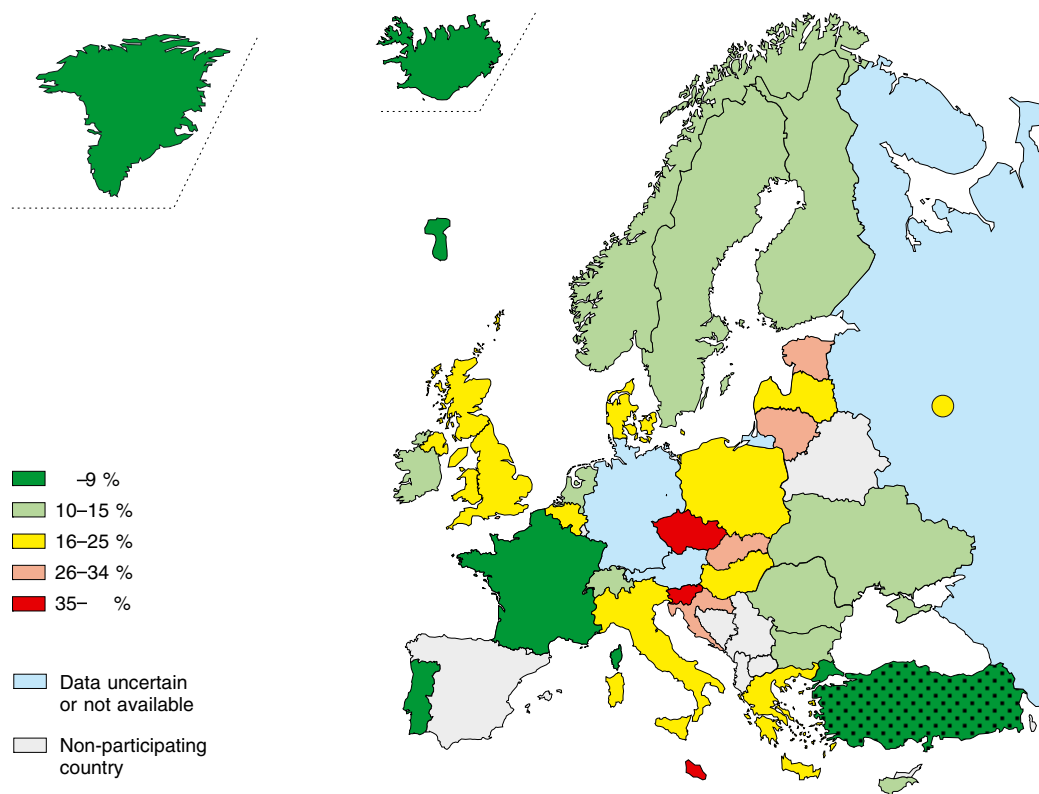 –9 %
10–15 %
16–25 %
26–34 %
35– %
Data uncertain
or not available
Non-participating
country